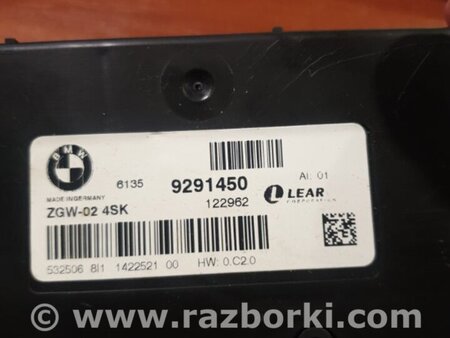 BMW
MADE IN GERMANY
6135 9291450 AI: 01
122962 LEAR
CORPORATION
ZGW-02 4SK
532506 8I1 1422521 00 HW: 0.C2.0
© www.razborki.com